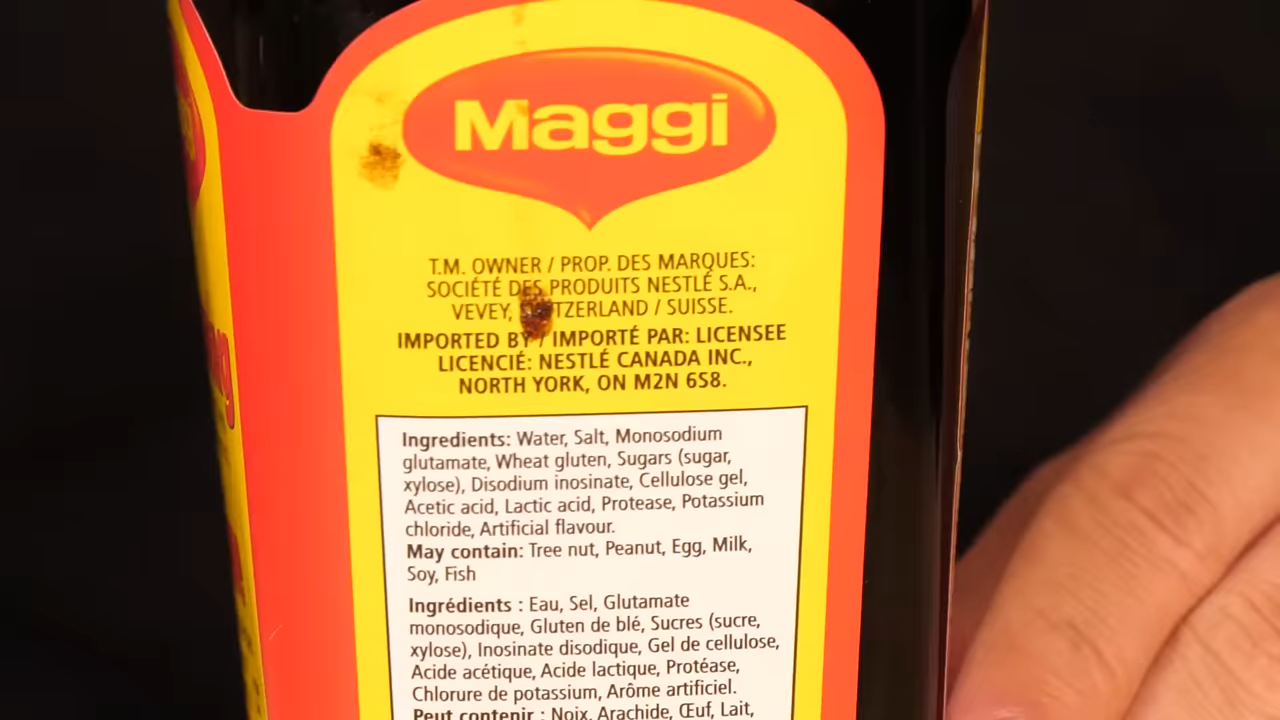 Maggi
T.M. OWNER / PROP. DES MARQUES:
SOCIÉTÉ DES PRODUITS NESTLÉ S.A.,
VEVEY, SWITZERLAND / SUISSE.
IMPORTED BY / IMPORTÉ PAR: LICENSEE
LICENCIÉ: NESTLÉ CANADA INC.,
NORTH YORK, ON M2N 6S8.
Ingredients: Water, Salt, Monosodium
glutamate, Wheat gluten, Sugars (sugar,
xylose), Disodium inosinate, Cellulose gel,
Acetic acid, Lactic acid, Protease, Potassium
chloride, Artificial flavour.
May contain: Tree nut, Peanut, Egg, Milk,
Soy, Fish
Ingrédients : Eau, Sel, Glutamate
monosodique, Gluten de blé, Sucres (sucre,
xylose), Inosinate disodique, Gel de cellulose,
Acide acétique, Acide lactique, Protéase,
Chlorure de potassium, Arôme artificiel.
Peut contenir : Noix, Arachide, Œuf, Lait,